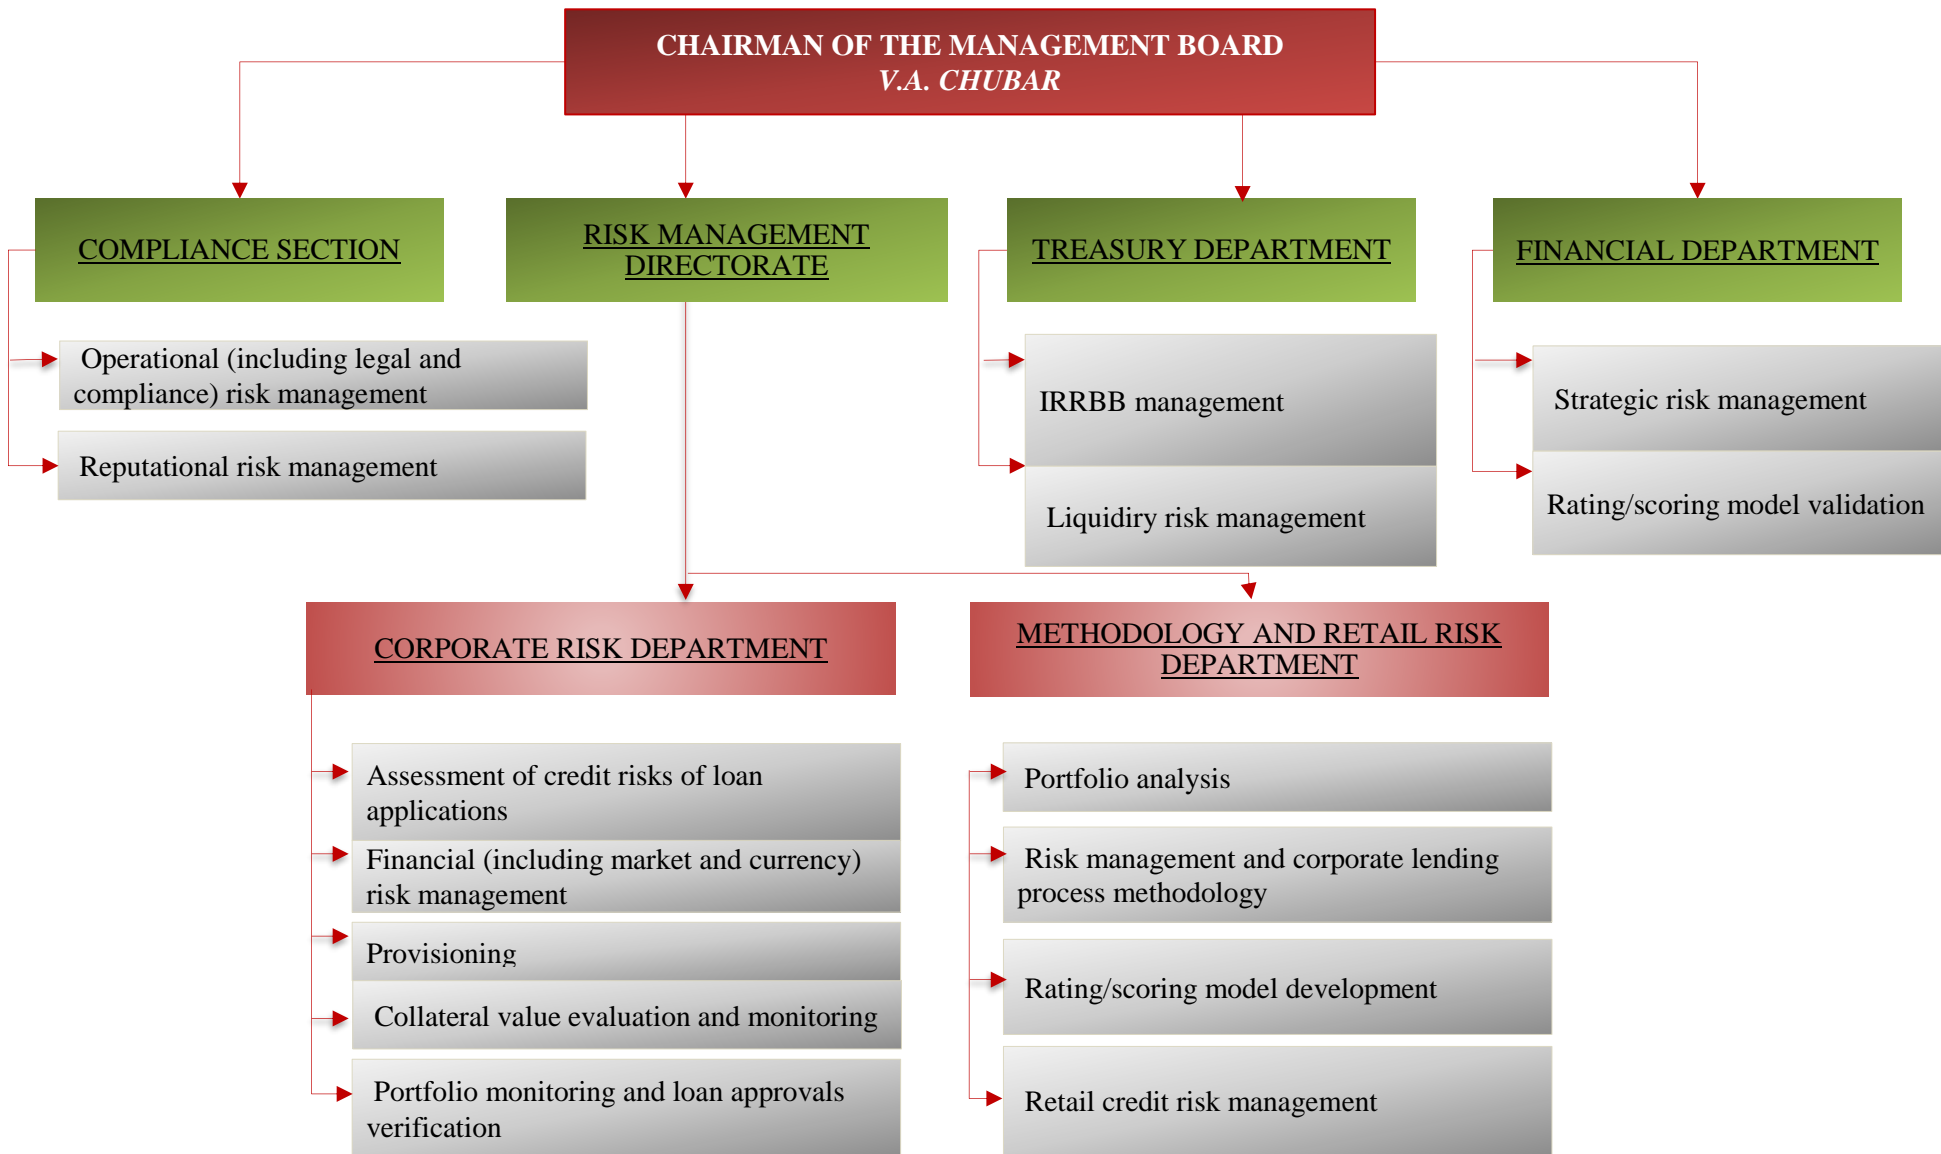 CHAIRMAN OF THE MANAGEMENT BOARD
V.A. CHUBAR
COMPLIANCE SECTION
RISK MANAGEMENT
DIRECTORATE
TREASURY DEPARTMENT
FINANCIAL DEPARTMENT
Operational (including legal and
compliance) risk management
Reputational risk management
IRRBB management
Liquidiry risk management
Strategic risk management
Rating/scoring model validation
CORPORATE RISK DEPARTMENT
METHODOLOGY AND RETAIL RISK
DEPARTMENT
Assessment of credit risks of loan
applications
Financial (including market and currency)
risk management
Provisioning
Collateral value evaluation and monitoring
Portfolio monitoring and loan approvals
verification
Portfolio analysis
Risk management and corporate lending
process methodology
Rating/scoring model development
Retail credit risk management